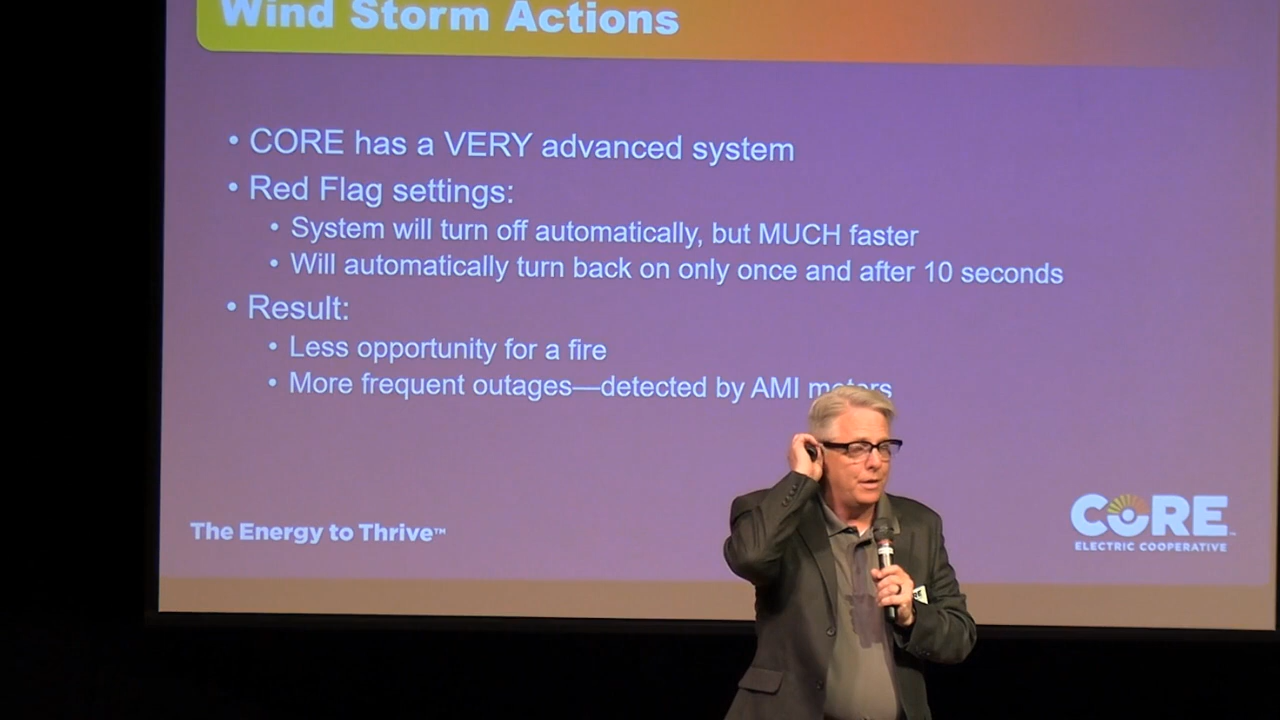 Wind Storm Actions
• CORE has a VERY advanced system
• Red Flag settings:
• System will turn off automatically, but MUCH faster
• Will automatically turn back on only once and after 10 seconds
• Result:
• Less opportunity for a fire
• More frequent outages—detected by AMI meters
The Energy to Thrive™
CORE
ELECTRIC COOPERATIVE